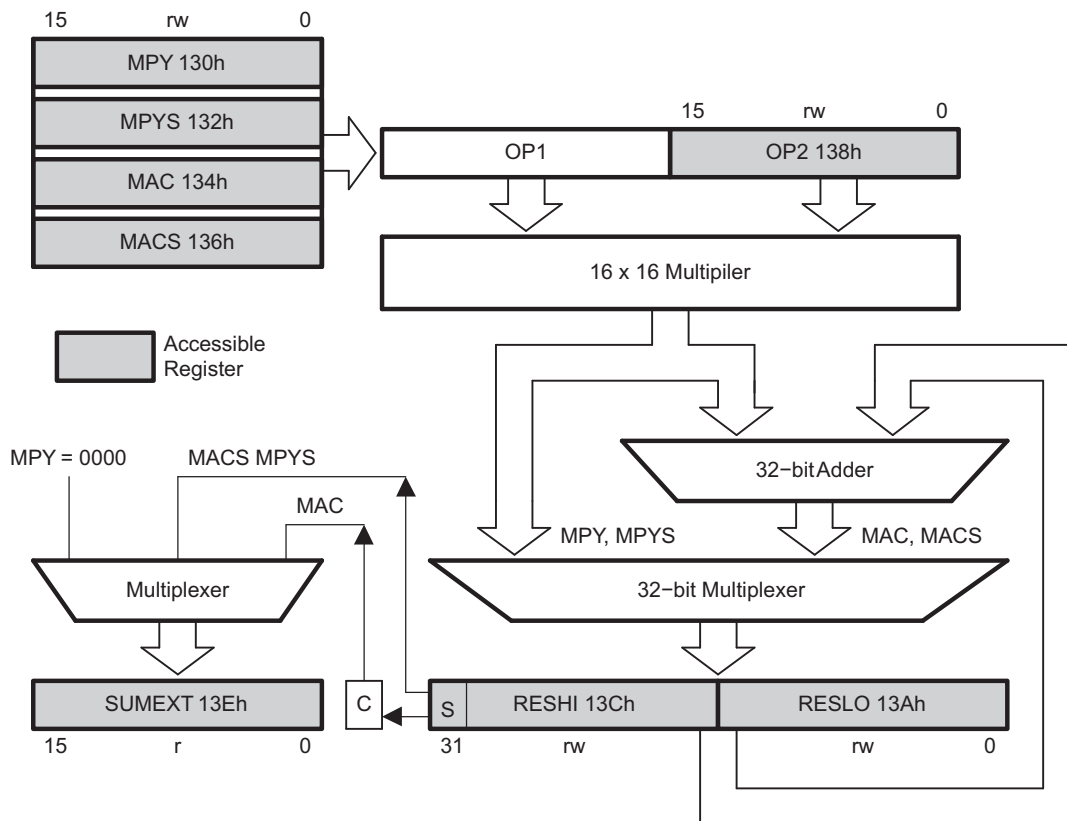 15 rw 0
MPY 130h
MPYS 132h
MAC 134h
MACS 136h
15 rw 0
OP1
OP2 138h
16 x 16 Multipiler
Accessible
Register
32−bit Adder
MPY = 0000
MACS MPYS
MAC
MPY, MPYS
MAC, MACS
Multiplexer
32−bit Multiplexer
SUMEXT 13Eh
C
S
RESHI 13Ch
RESLO 13Ah
15 r 0
31 rw
rw 0